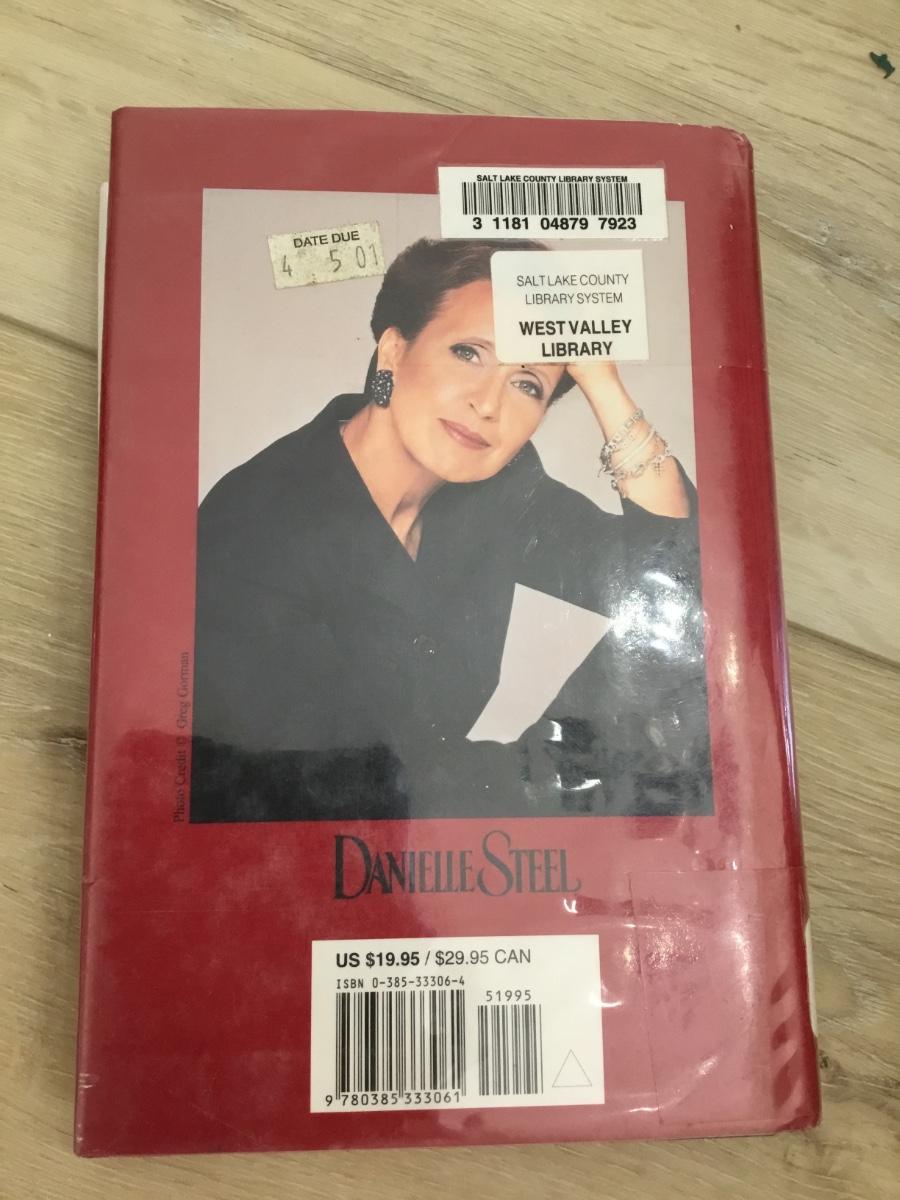 SALT LAKE COUNTY LIBRARY SYSTEM
3 1181 04879 7923
DATE DUE
4 5 01
SALT LAKE COUNTY
LIBRARY SYSTEM
WEST VALLEY
LIBRARY
Photo Credit © Greg Gorman
DANIELLE STEEL
US $19.95 / $29.95 CAN
ISBN 0-385-33306-4
51995
9 780385 333061